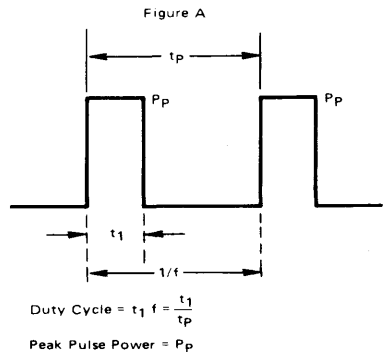 Figure A
tP
PP
PP
t1
1/f
Duty Cycle = t1 f = t1/tP
Peak Pulse Power = PP